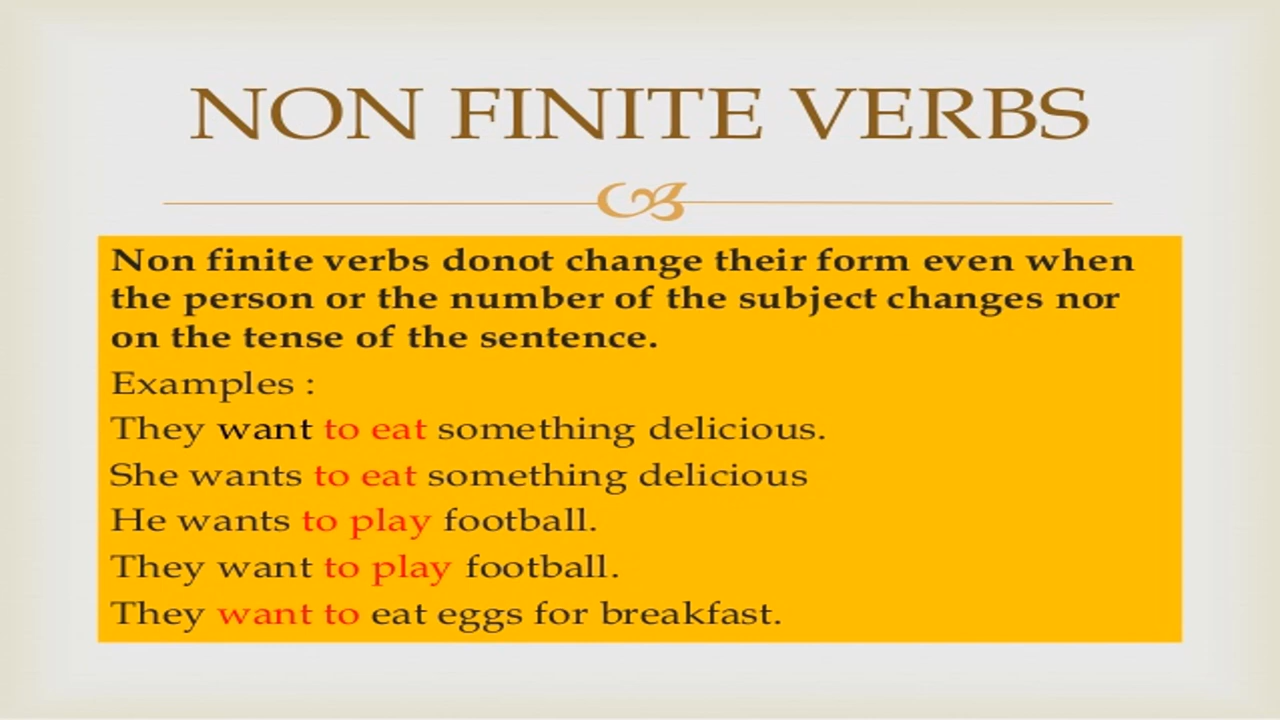 NON FINITE VERBS
Non finite verbs donot change their form even when
the person or the number of the subject changes nor
on the tense of the sentence.
Examples :
They want to eat something delicious.
She wants to eat something delicious
He wants to play football.
They want to play football.
They want to eat eggs for breakfast.